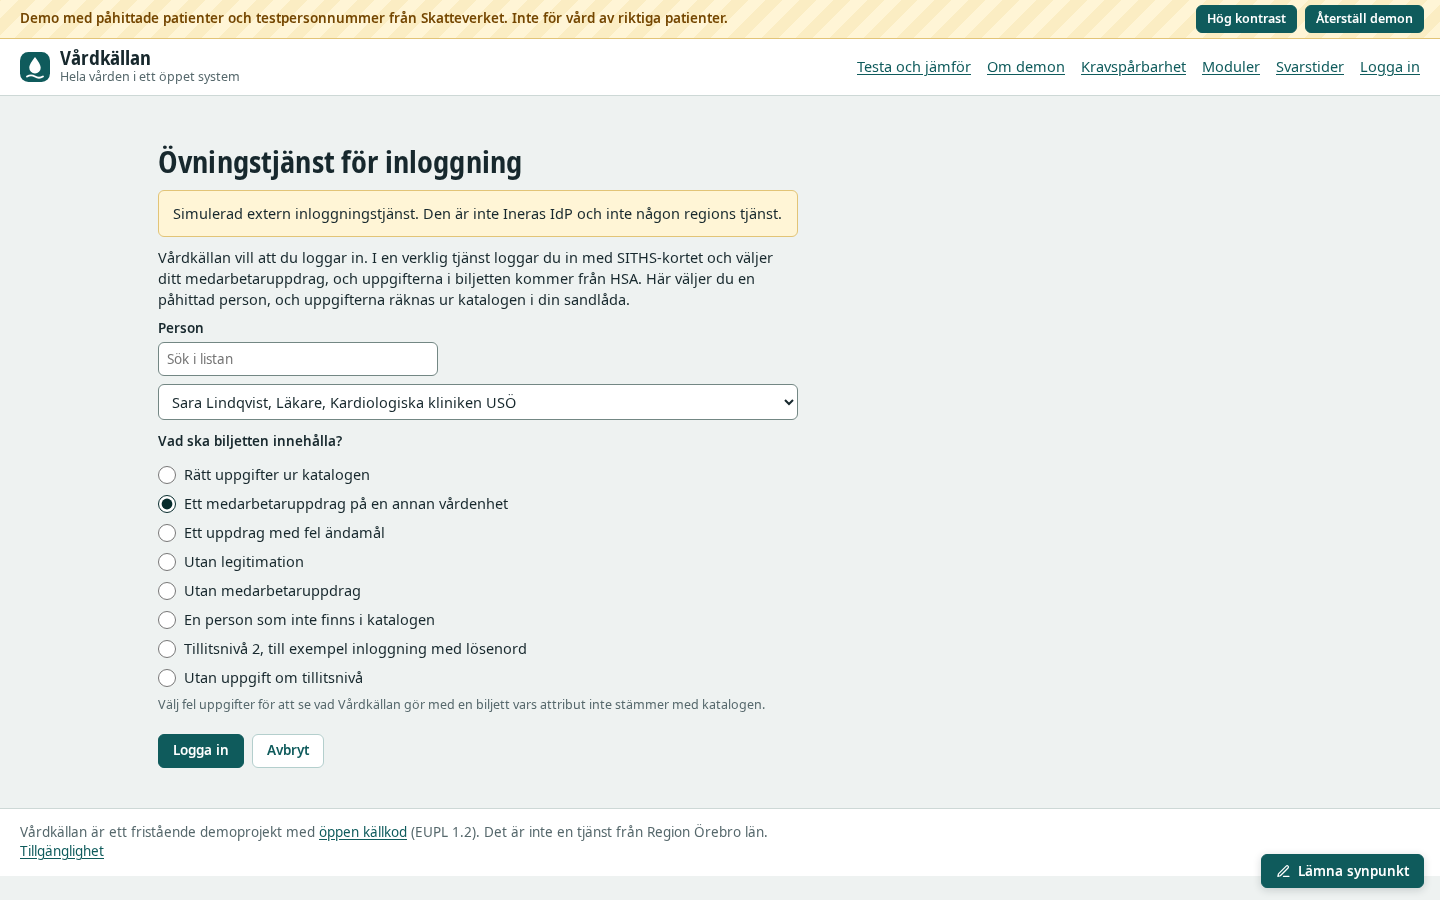 Demo med påhittade patienter och testpersonnummer från Skatteverket. Inte för vård av riktiga patienter.
Hög kontrast
Återställ demon
Vårdkällan
Hela vården i ett öppet system
Testa och jämför
Om demon
Kravspårbarhet
Moduler
Svarstider
Logga in
Övningstjänst för inloggning
Simulerad extern inloggningstjänst. Den är inte Ineras IdP och inte någon regions tjänst.
Vårdkällan vill att du loggar in. I en verklig tjänst loggar du in med SITHS-kortet och väljer
ditt medarbetaruppdrag, och uppgifterna i biljetten kommer från HSA. Här väljer du en
påhittad person, och uppgifterna räknas ur katalogen i din sandlåda.
Person
Sök i listan
Sara Lindqvist, Läkare, Kardiologiska kliniken USÖ
Vad ska biljetten innehålla?
Rätt uppgifter ur katalogen
Ett medarbetaruppdrag på en annan vårdenhet
Ett uppdrag med fel ändamål
Utan legitimation
Utan medarbetaruppdrag
En person som inte finns i katalogen
Tillitsnivå 2, till exempel inloggning med lösenord
Utan uppgift om tillitsnivå
Välj fel uppgifter för att se vad Vårdkällan gör med en biljett vars attribut inte stämmer med katalogen.
Logga in
Avbryt
Vårdkällan är ett fristående demoprojekt med öppen källkod (EUPL 1.2). Det är inte en tjänst från Region Örebro län.
Tillgänglighet
Lämna synpunkt